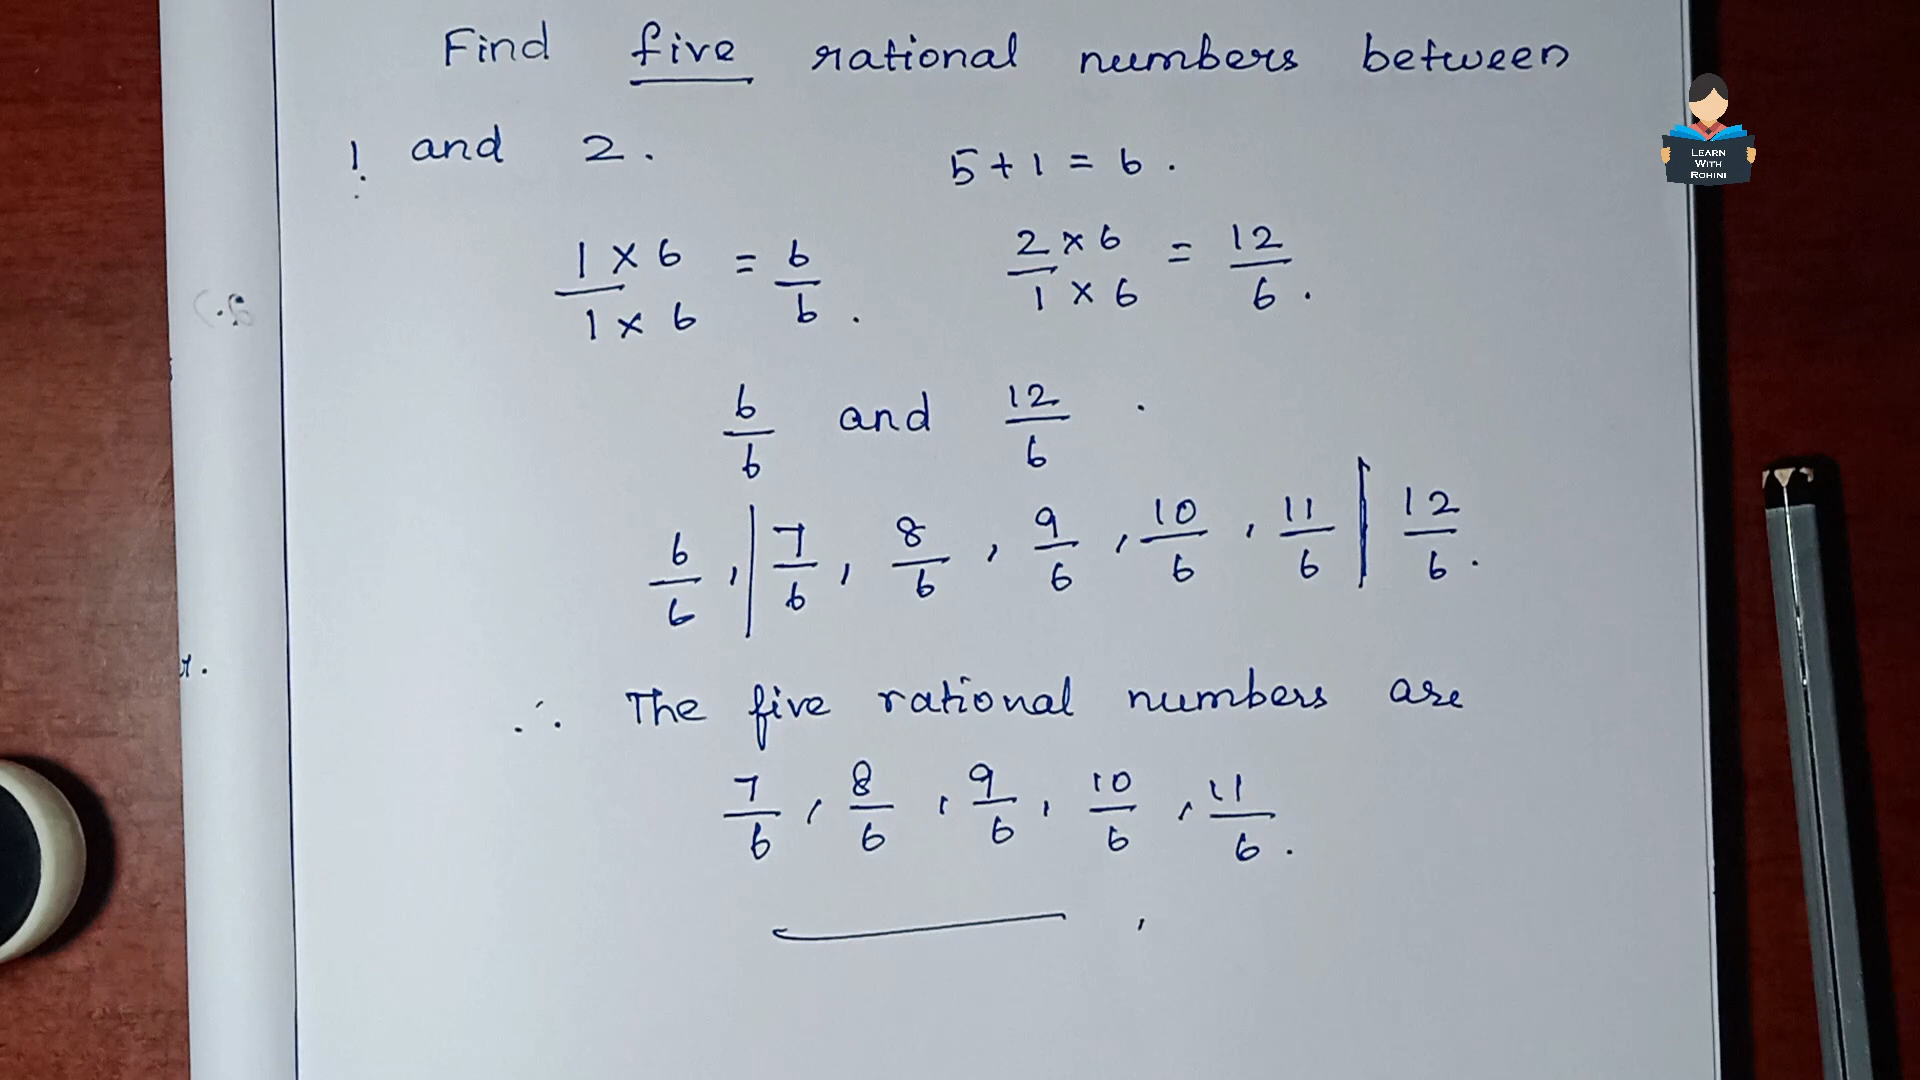 Find five rational numbers between
1 and 2.
5 + 1 = 6.
1 × 6 / 1 × 6 = 6/6.
2 × 6 / 1 × 6 = 12/6.
6/6 and 12/6.
6/6, | 7/6, 8/6, 9/6, 10/6, 11/6 | 12/6.
∴ The five rational numbers are
7/6, 8/6, 9/6, 10/6, 11/6.
LEARN
WITH
ROHINI